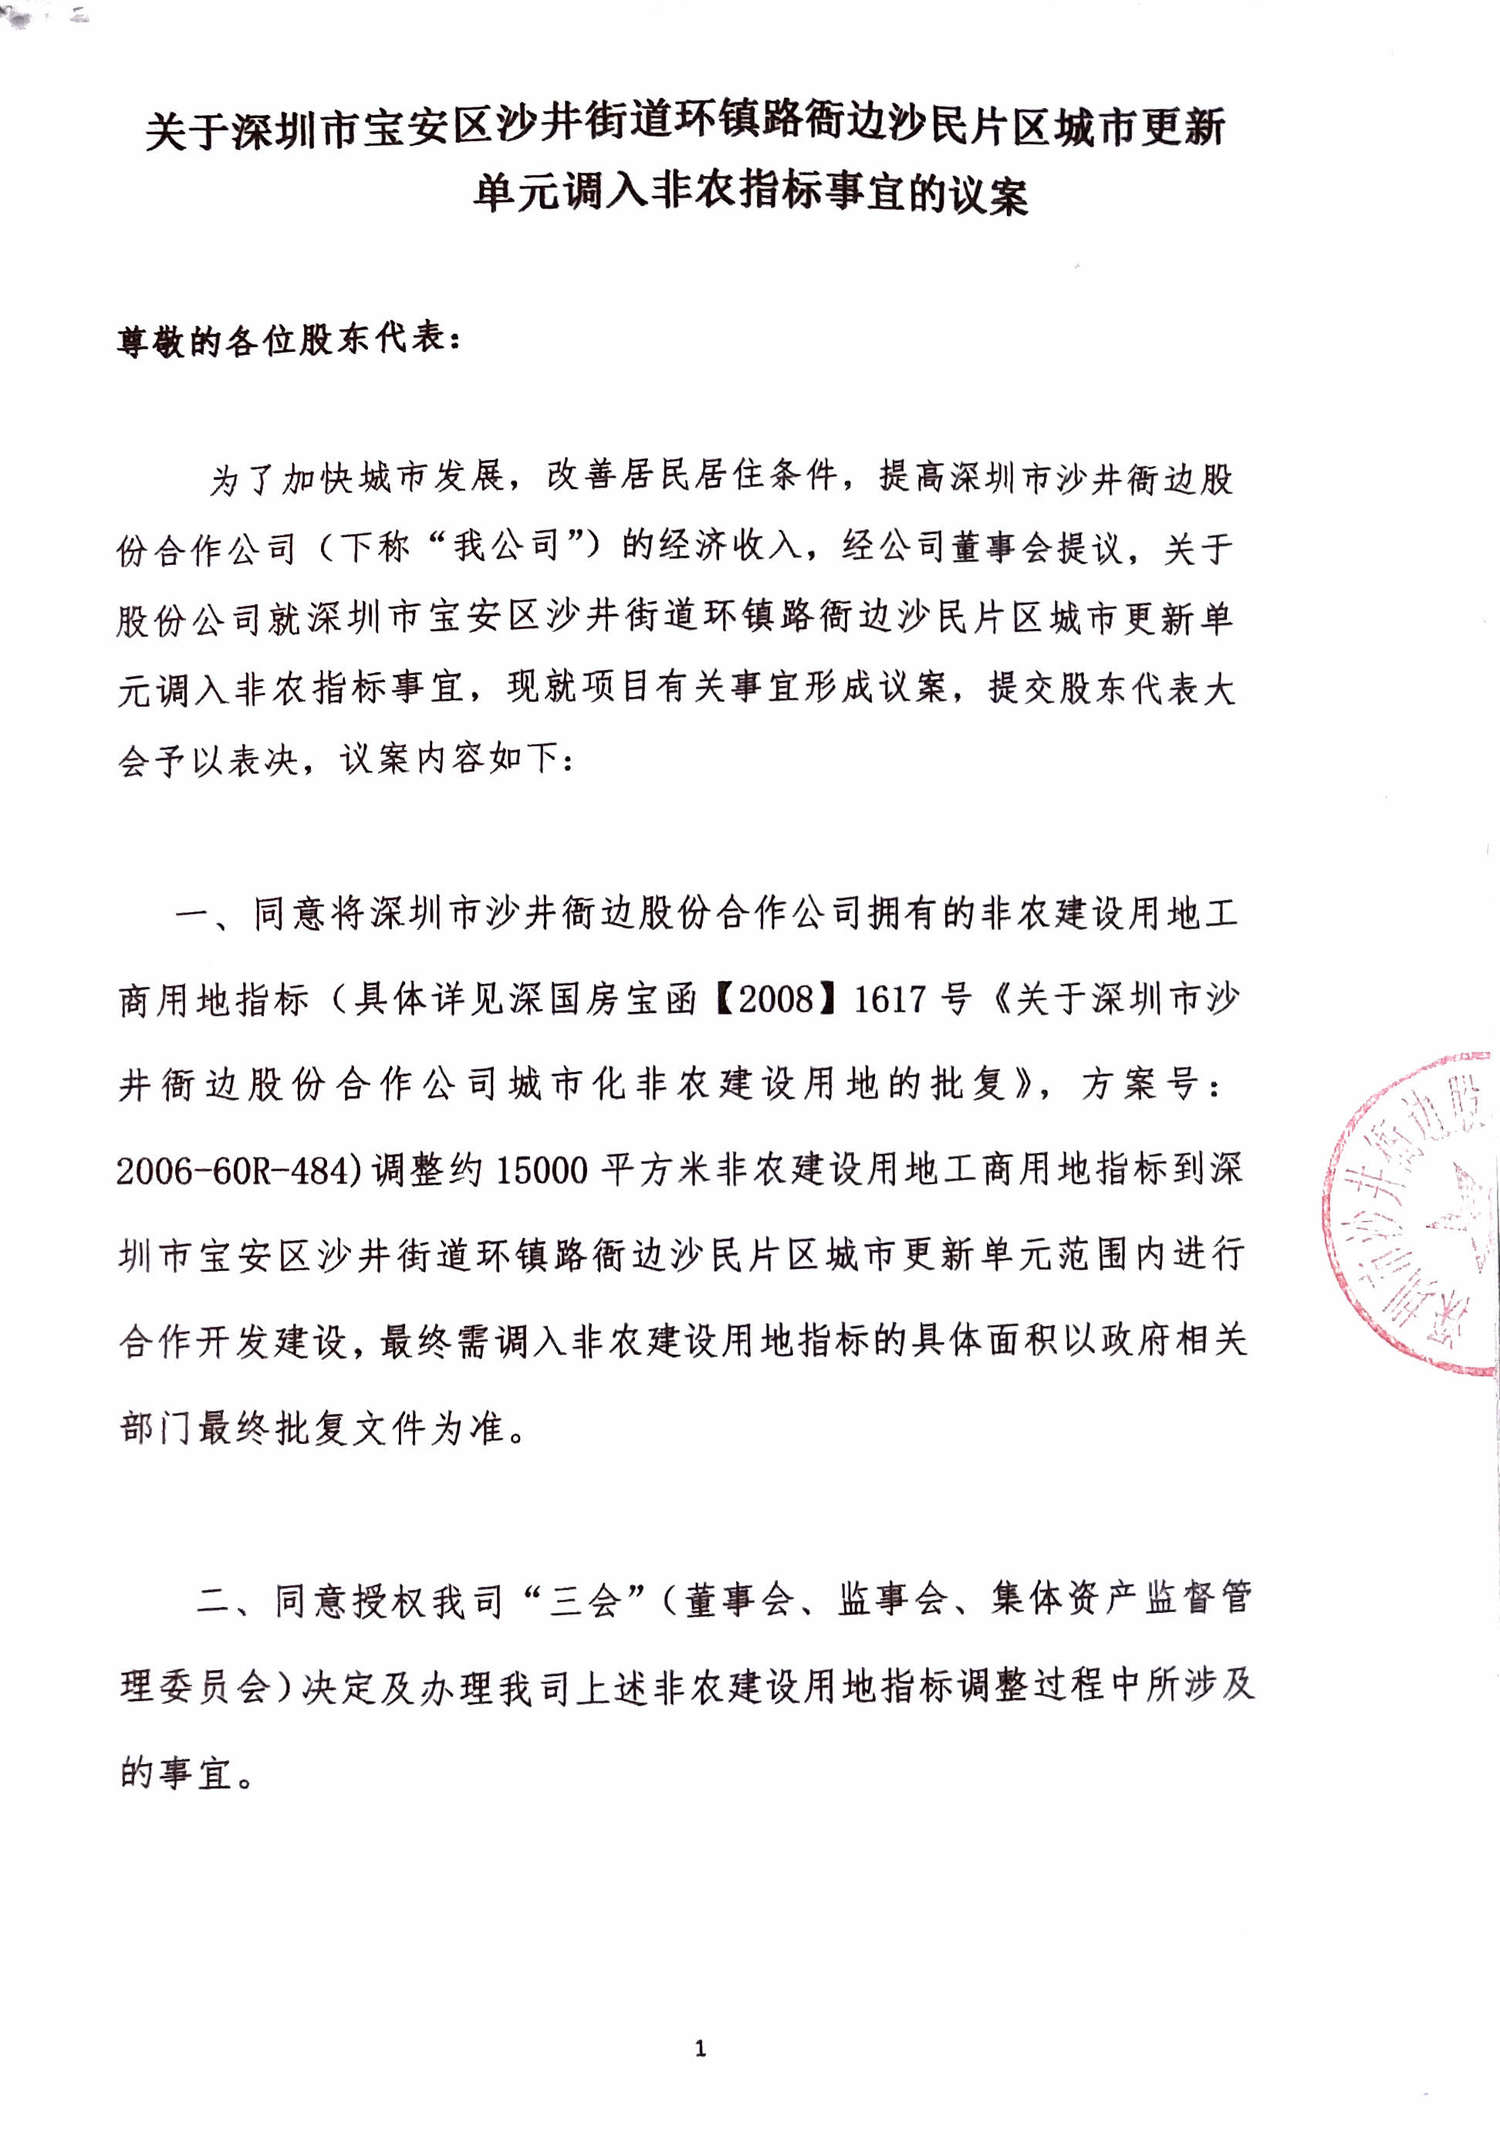 关于深圳市宝安区沙井街道环镇路衙边沙民片区城市更新
单元调入非农指标事宜的议案
尊敬的各位股东代表：
为了加快城市发展，改善居民居住条件，提高深圳市沙井衙边股
份合作公司（下称“我公司”）的经济收入，经公司董事会提议，关于
股份公司就深圳市宝安区沙井街道环镇路衙边沙民片区城市更新单
元调入非农指标事宜，现就项目有关事宜形成议案，提交股东代表大
会予以表决，议案内容如下：
一、同意将深圳市沙井衙边股份合作公司拥有的非农建设用地工
商用地指标（具体详见深国房宝函【2008】1617号《关于深圳市沙
井衙边股份合作公司城市化非农建设用地的批复》，方案号：
2006-60R-484)调整约15000平方米非农建设用地工商用地指标到深
圳市宝安区沙井街道环镇路衙边沙民片区城市更新单元范围内进行
合作开发建设，最终需调入非农建设用地指标的具体面积以政府相关
部门最终批复文件为准。
深圳市沙井衙边股
二、同意授权我司“三会”（董事会、监事会、集体资产监督管
理委员会)决定及办理我司上述非农建设用地指标调整过程中所涉及
的事宜。
1